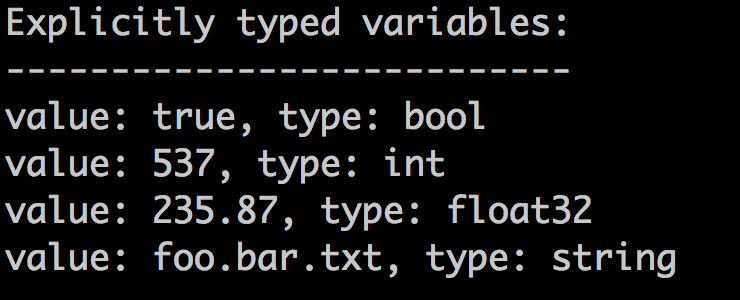 Explicitly typed variables:
---------------------------
value: true, type: bool
value: 537, type: int
value: 235.87, type: float32
value: foo.bar.txt, type: string